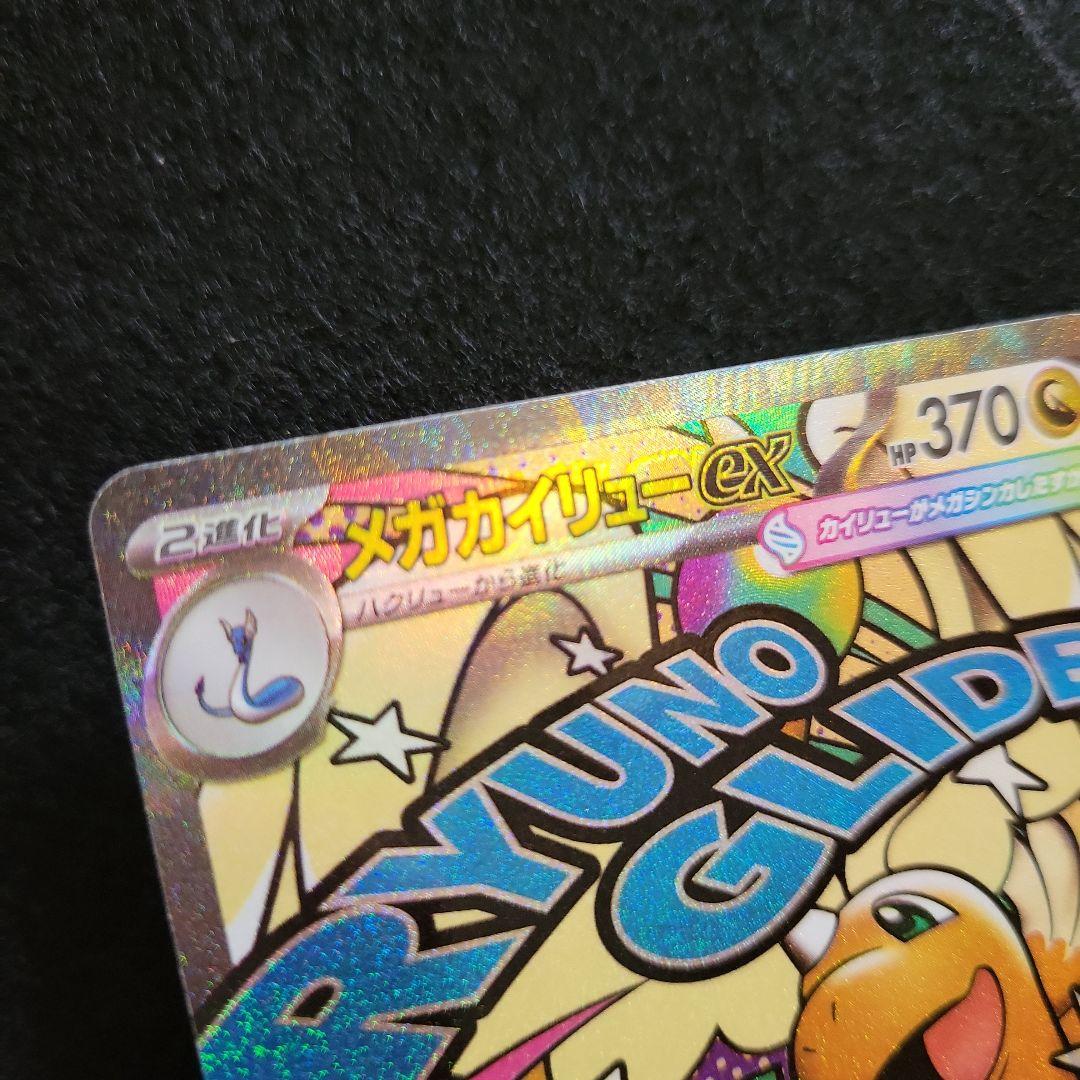 2進化 メガカイリューex HP 370
ハクリューから進化
カイリューがメガシンカしたすが
RYUNO
GLIDE